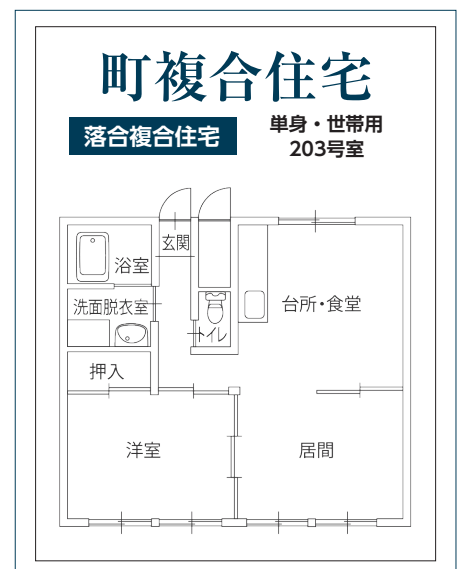 町複合住宅
落合複合住宅
単身・世帯用
203号室
玄関
浴室
台所・食堂
洗面脱衣室
トイレ
押入
洋室
居間